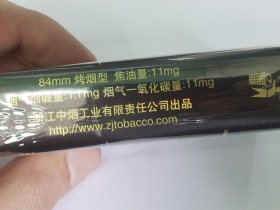 84mm 烤烟型 焦油量:11mg
碱量:1.1mg 烟气一氧化碳量:11mg
江中烟工业有限责任公司出品
http://www.zjtobacco.com